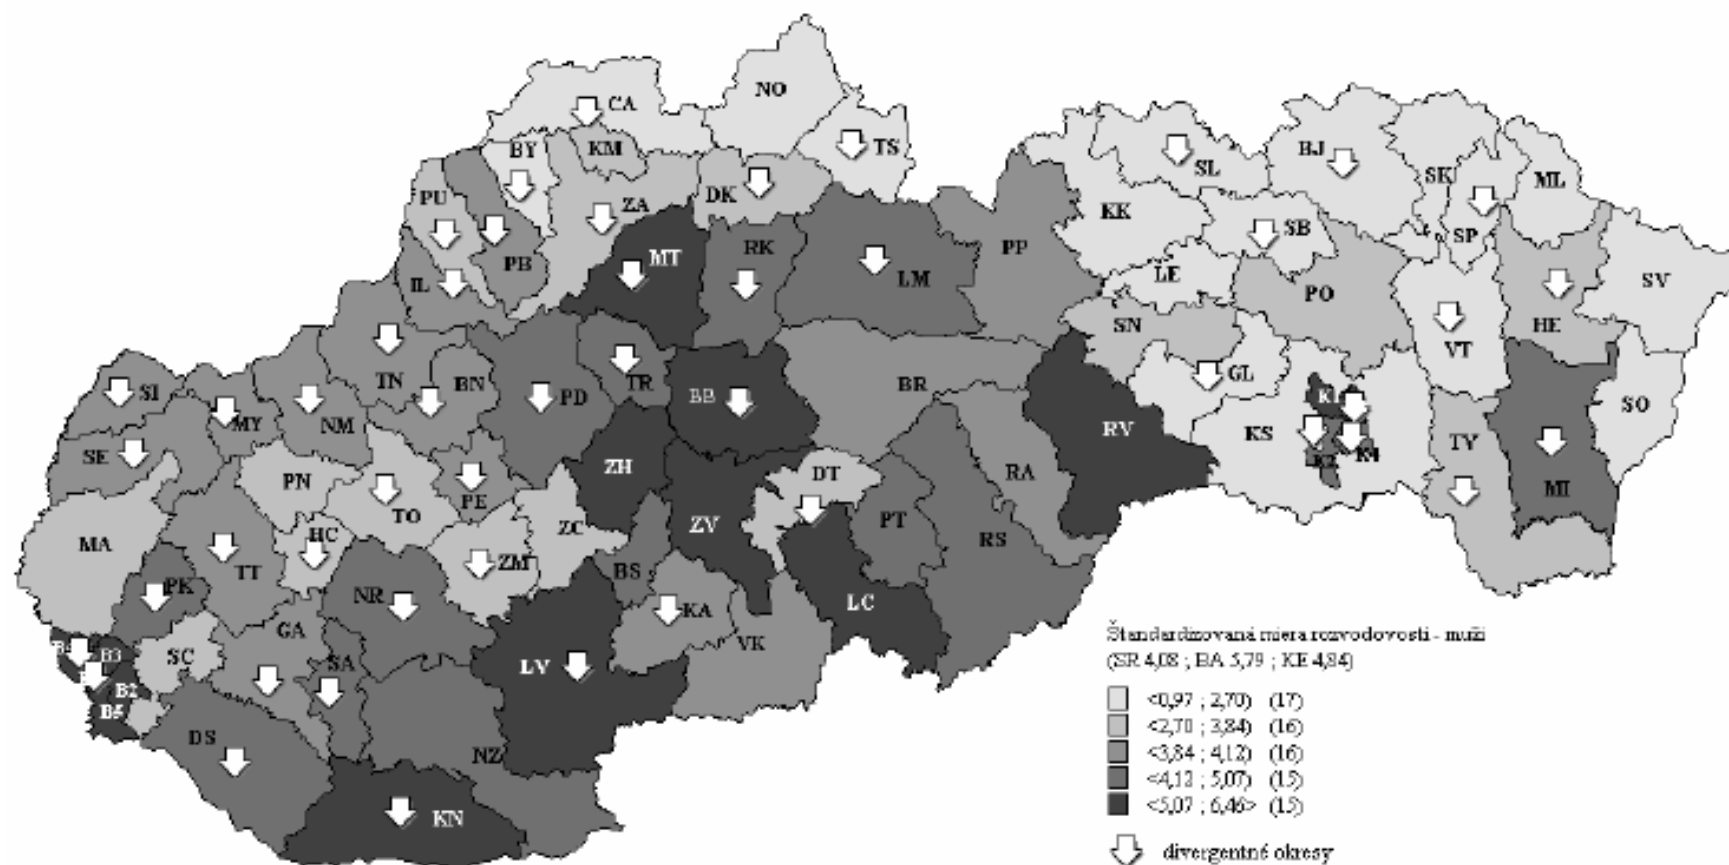 NO
CA
TS
BY
KM
SL
BJ
SK
ML
PU
ZA
DK
KK
SB
SP
PB
MT
RK
PP
IL
LM
LE
PO
SV
SN
HE
VT
TN
BN
TR
BR
GL
SI
PD
BB
K1
SO
MY
NM
RV
KS
TY
SE
ZH
K2
K4
PN
DT
RA
MI
PE
TO
ZC
ZV
PT
HC
MA
RS
TT
ZM
BS
PK
NR
LC
KA
GA
VK
B3
SC
SA
LV
B2
B5
DS
NZ
KN
Štandardizovaná miera rozvodovosti - muži
(SR 4,08 ; BA 5,79 ; KE 4,84)
<0,97 ; 2,70) (17)
<2,70 ; 3,84) (16)
<3,84 ; 4,12) (16)
<4,12 ; 5,07) (15)
<5,07 ; 6,46> (15)
divergentné okresy